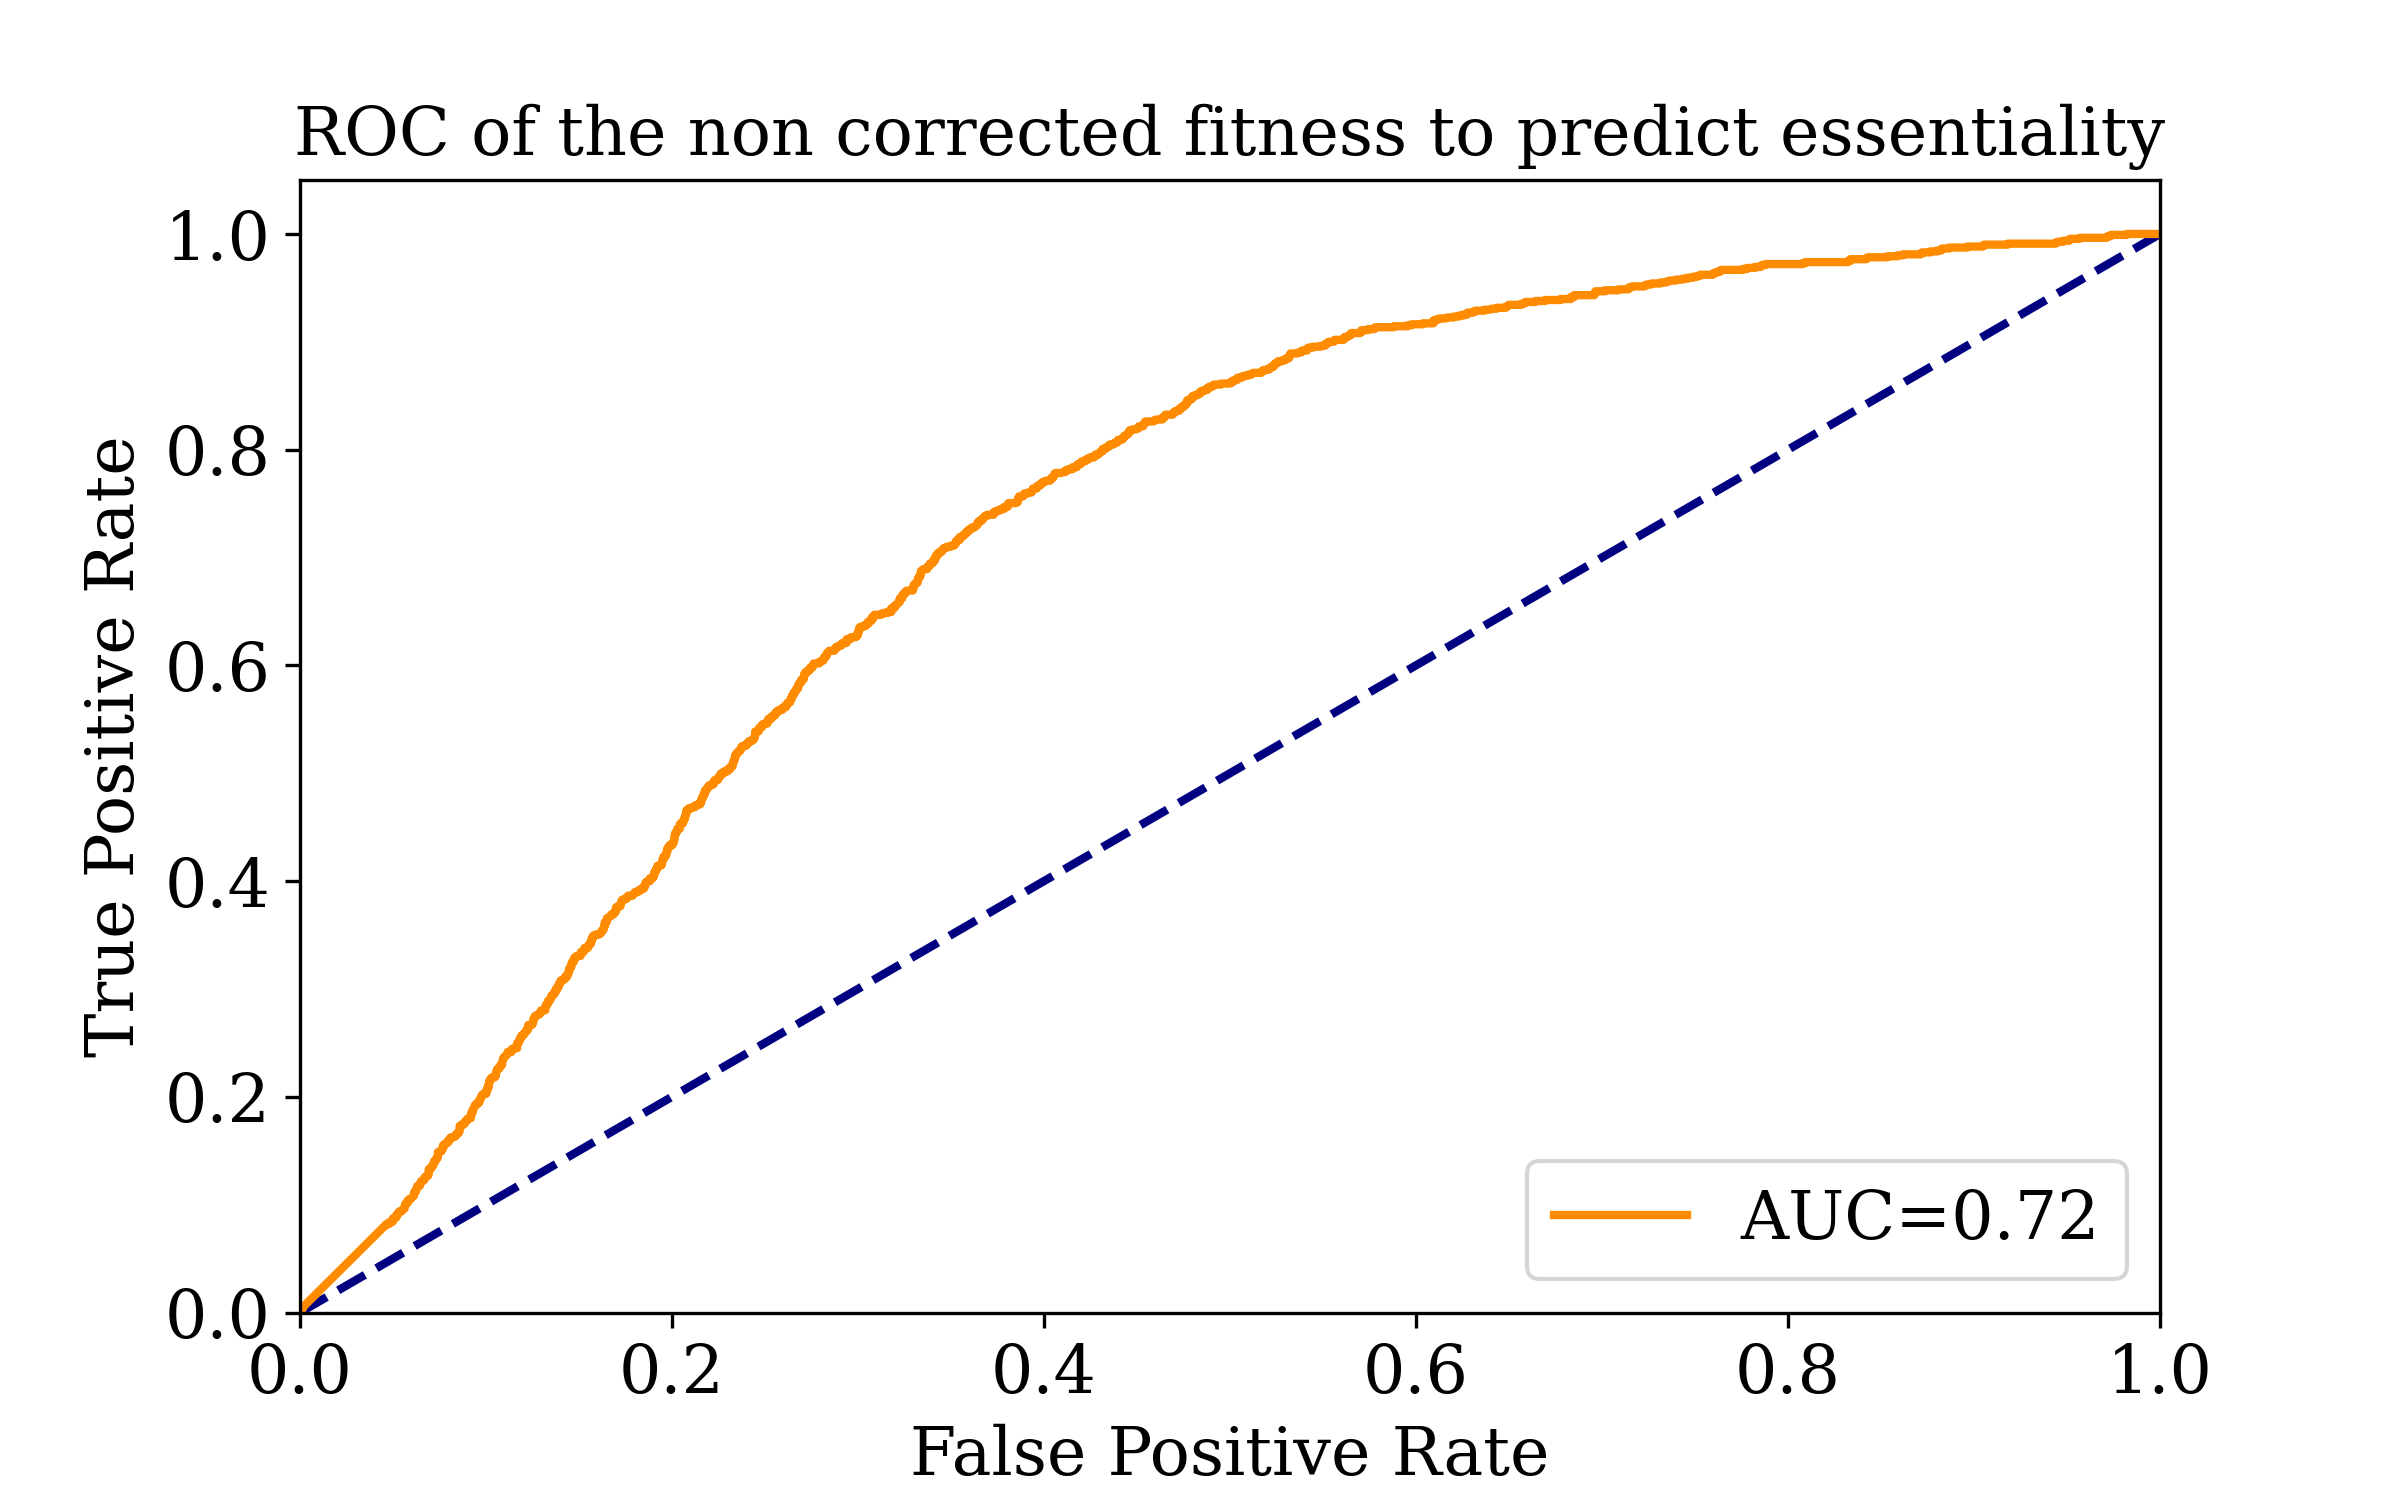 ROC of the non corrected fitness to predict essentiality
1.0
0.8
0.6
0.4
0.2
0.0
True Positive Rate
AUC=0.72
0.0 0.2 0.4 0.6 0.8 1.0
False Positive Rate